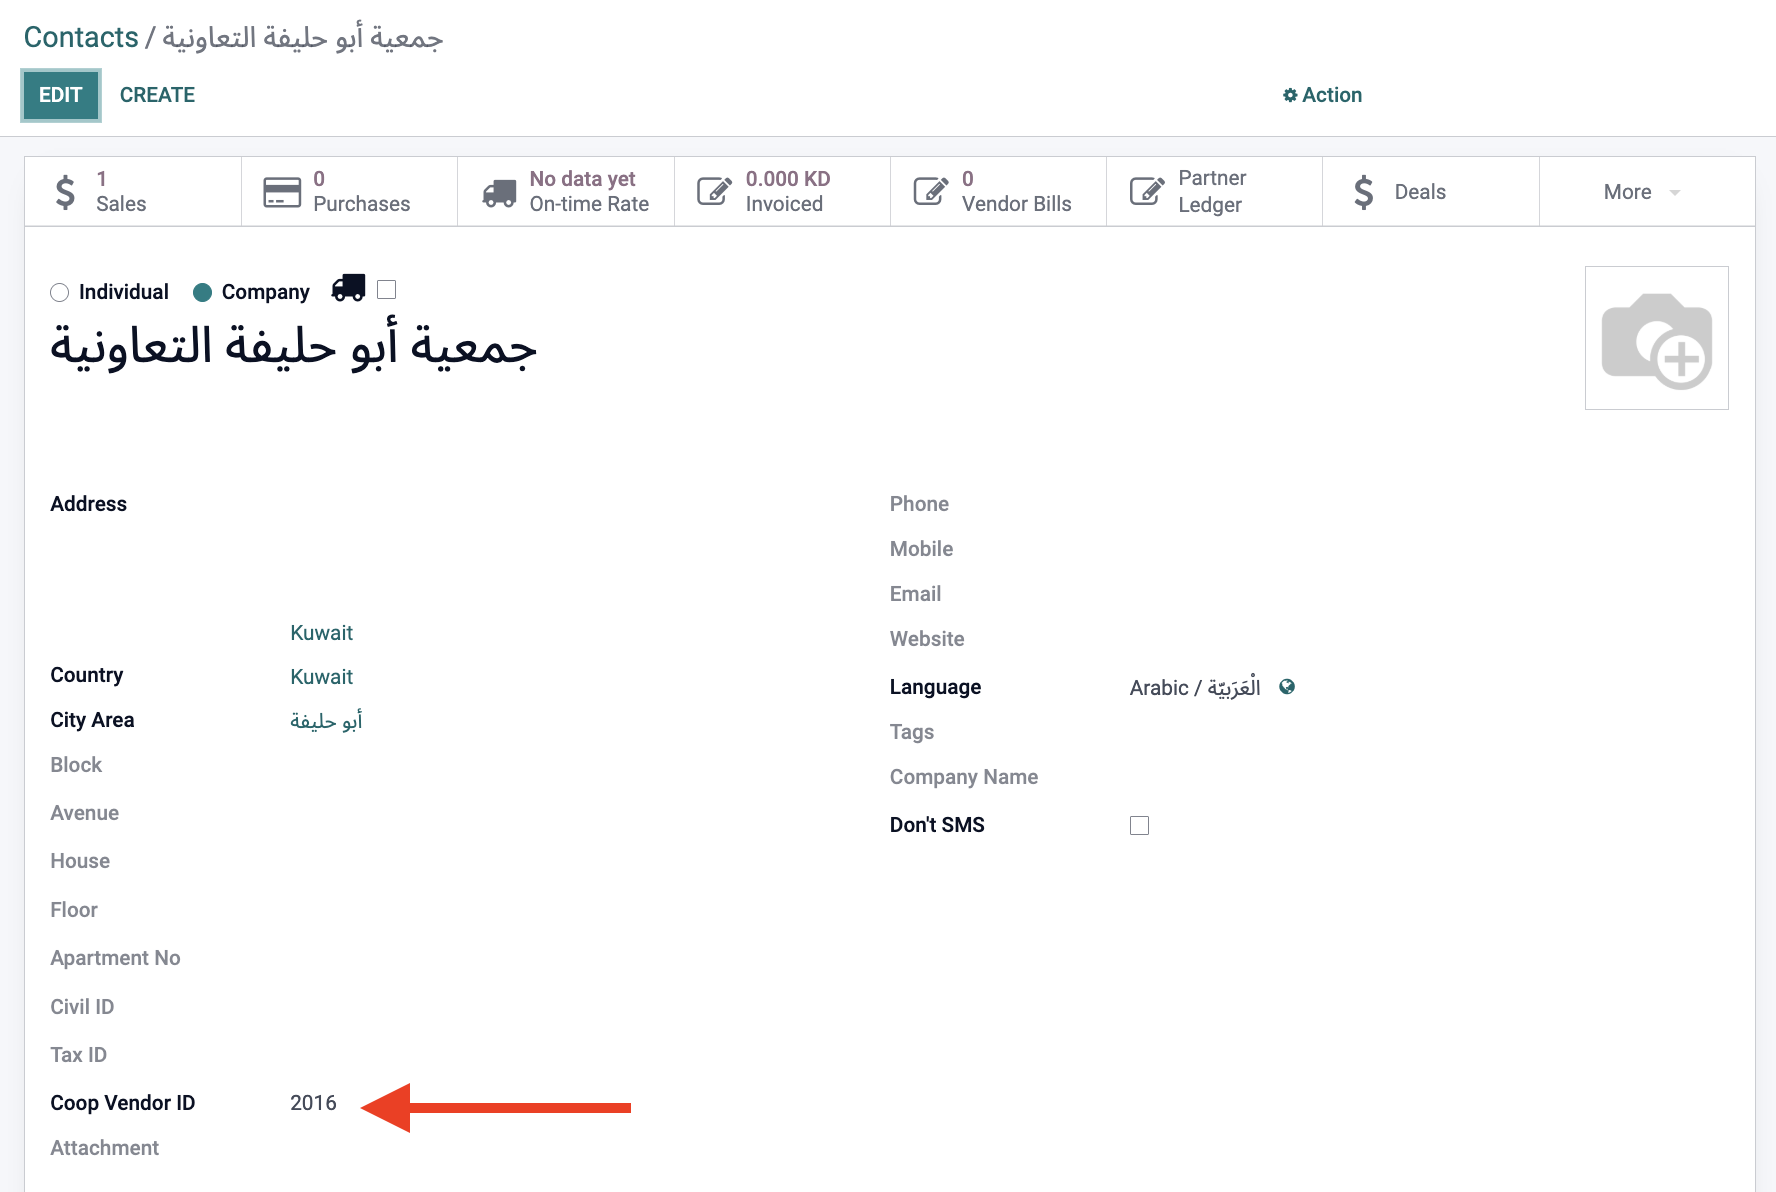 Contacts / جمعية أبو حليفة التعاونية
EDIT CREATE Action
1 Sales
0 Purchases
No data yet On-time Rate
0.000 KD Invoiced
0 Vendor Bills
Partner Ledger
Deals
More
Individual Company
جمعية أبو حليفة التعاونية
Address
Kuwait
Country Kuwait
City Area أبو حليفة
Block
Avenue
House
Floor
Apartment No
Civil ID
Tax ID
Coop Vendor ID 2016
Attachment
Phone
Mobile
Email
Website
Language Arabic / الْعَرَبيّة
Tags
Company Name
Don't SMS